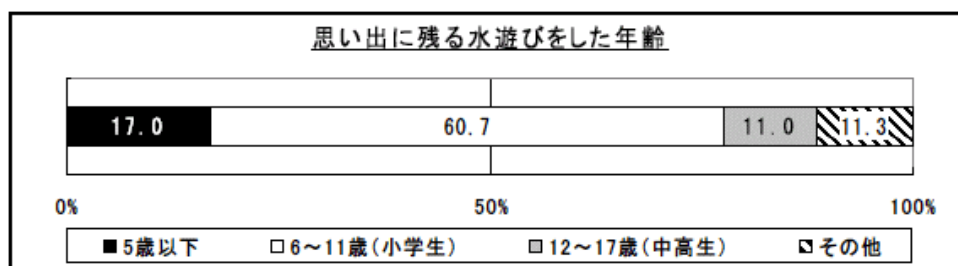 思い出に残る水遊びをした年齢
17.0 60.7 11.0 11.3
0% 50% 100%
■5歳以下 □6～11歳(小学生) ■12～17歳(中高生) その他